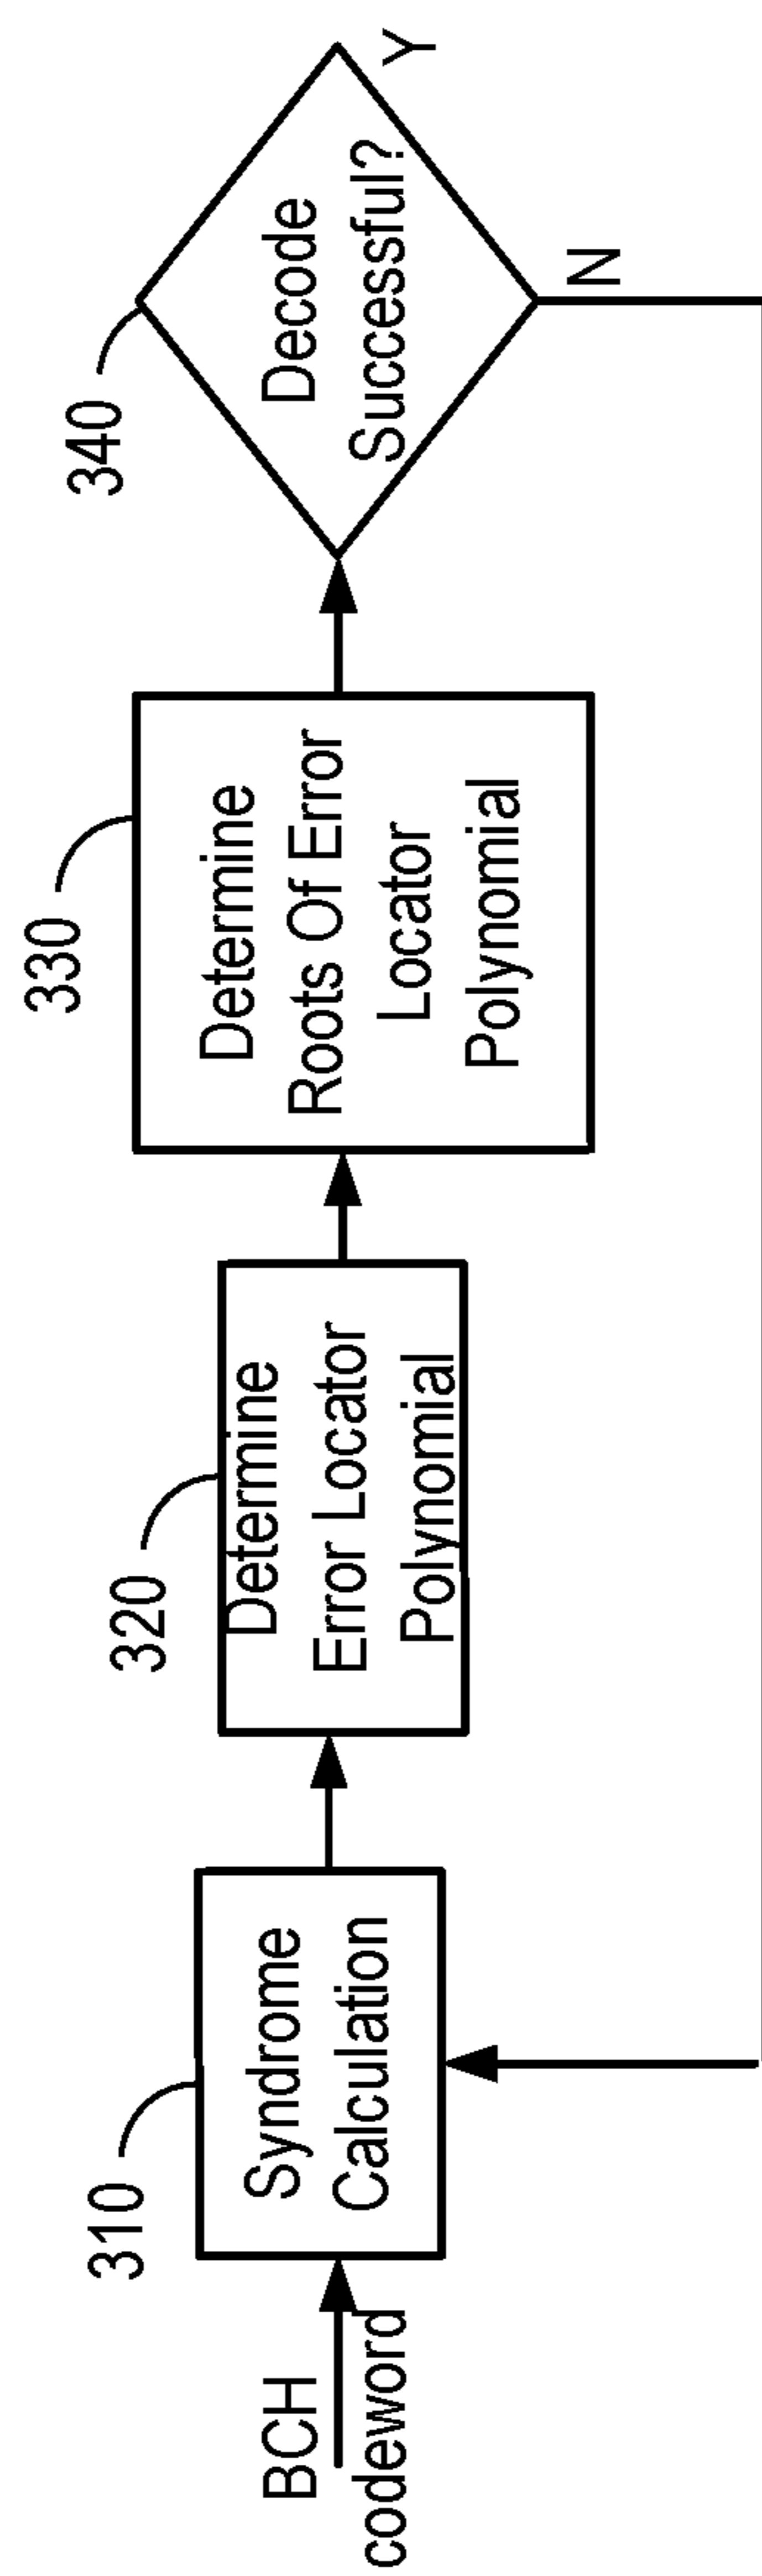 BCH
codeword
310
Syndrome
Calculation
320
Determine
Error Locator
Polynomial
330
Determine
Roots Of Error
Locator
Polynomial
340
Decode
Successful?
Y
N